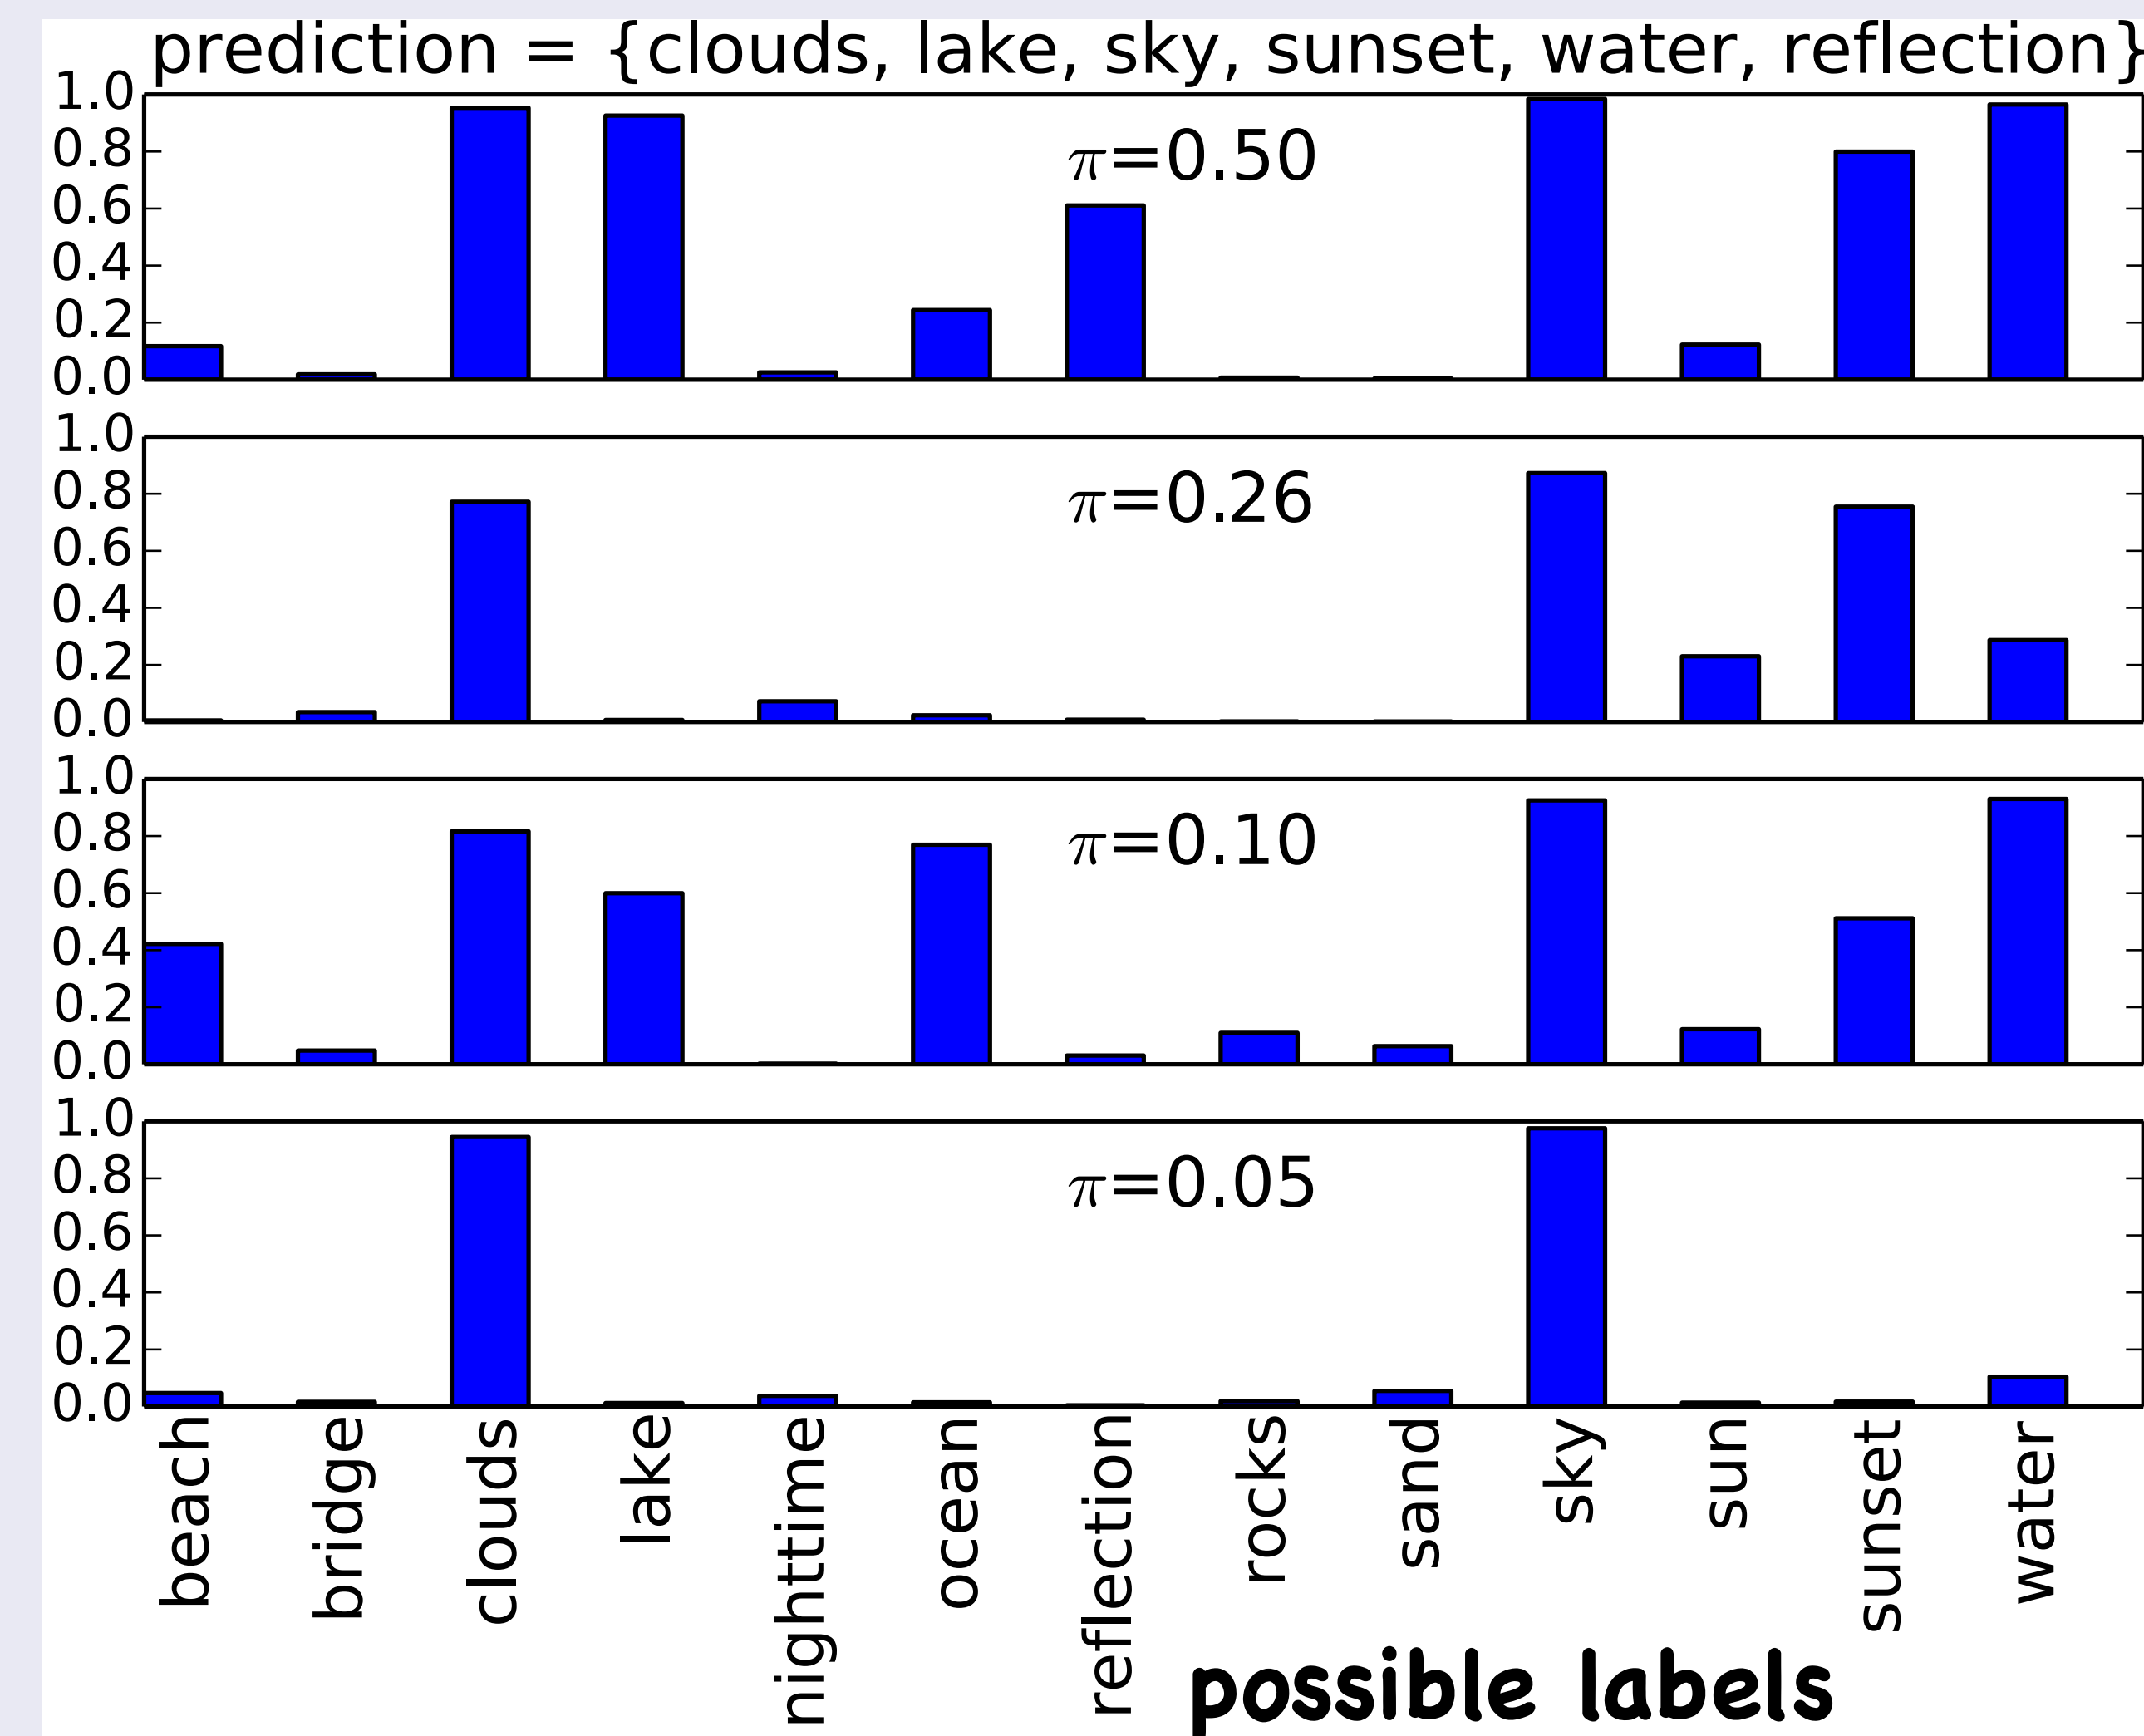 prediction = {clouds, lake, sky, sunset, water, reflection}
1.0
0.8
0.6
0.4
0.2
0.0
π=0.50
1.0
0.8
0.6
0.4
0.2
0.0
π=0.26
1.0
0.8
0.6
0.4
0.2
0.0
π=0.10
1.0
0.8
0.6
0.4
0.2
0.0
π=0.05
beach
bridge
clouds
lake
nighttime
ocean
reflection
rocks
sand
sky
sun
sunset
water
possible labels